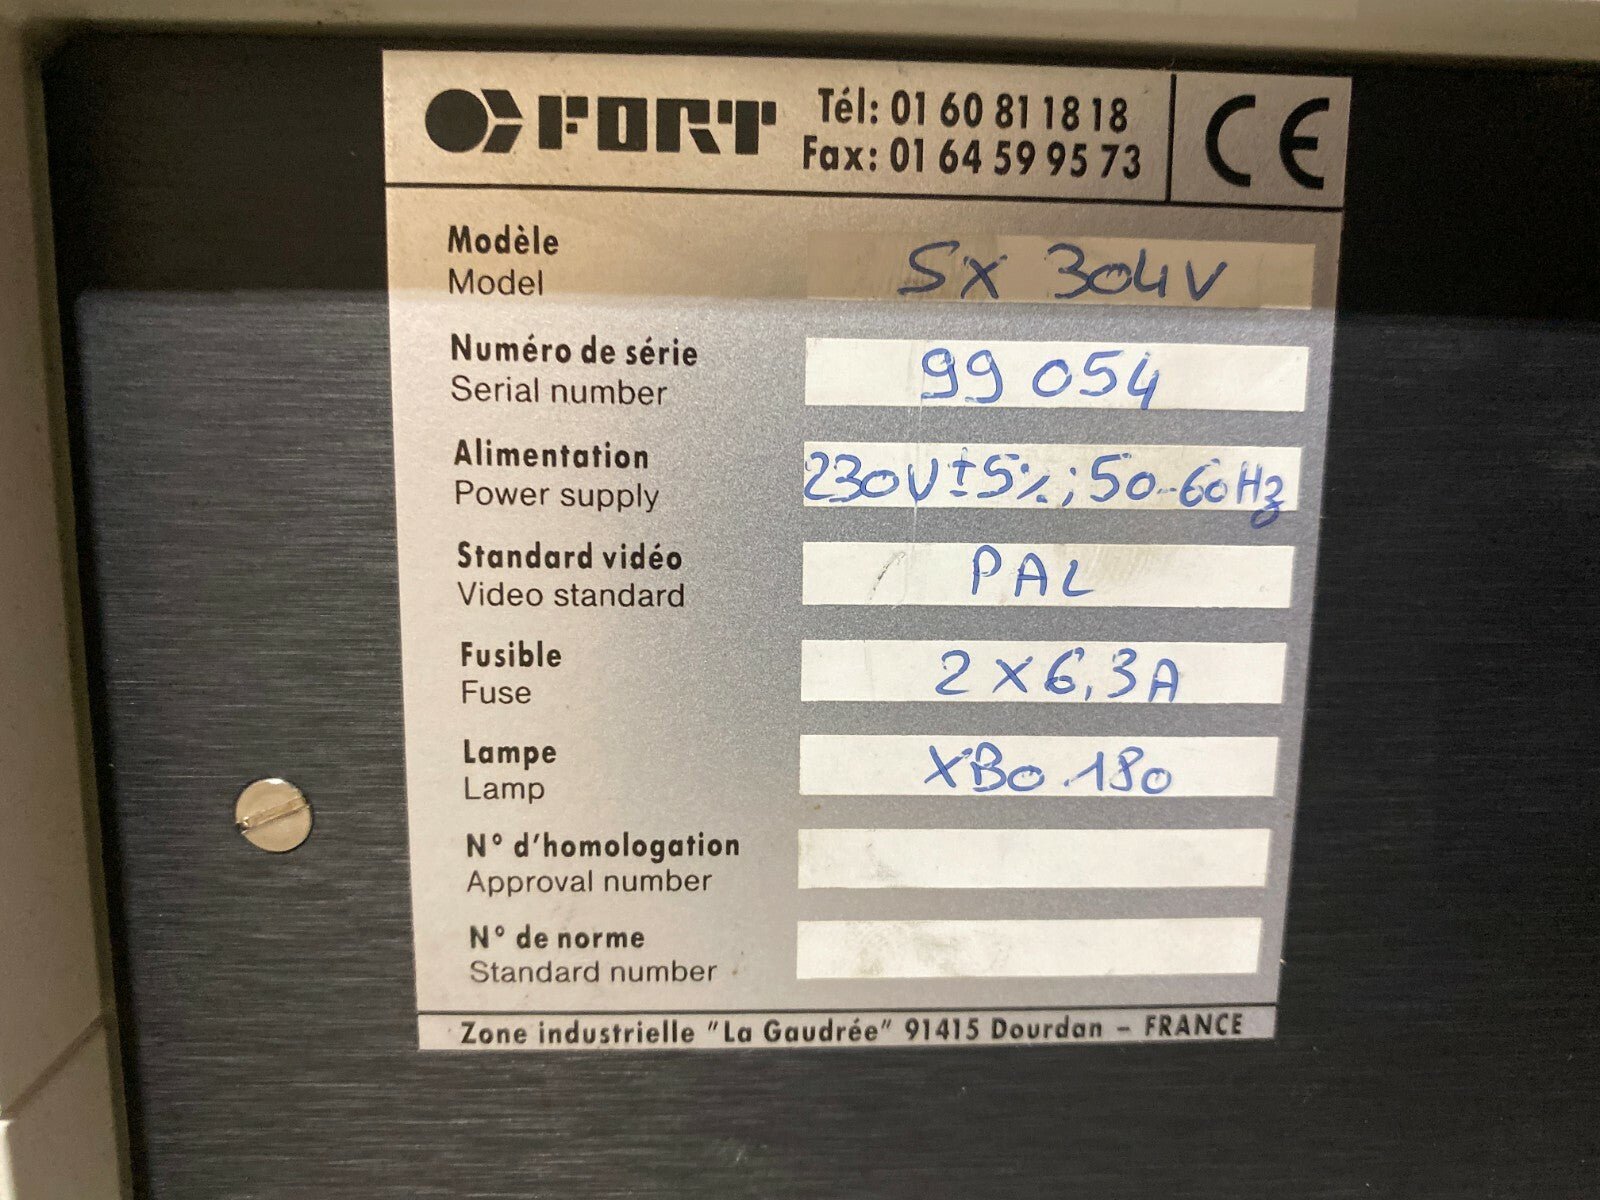 FORT
Tél: 01 60 81 18 18
Fax: 01 64 59 95 73
CE
Modèle
Model
SX 304V
Numéro de série
Serial number
99 054
Alimentation
Power supply
230V ± 5%; 50-60Hz
Standard vidéo
Video standard
PAL
Fusible
Fuse
2 X 6,3A
Lampe
Lamp
XBO 180
N° d'homologation
Approval number
N° de norme
Standard number
Zone industrielle "La Gaudrée" 91415 Dourdan - FRANCE